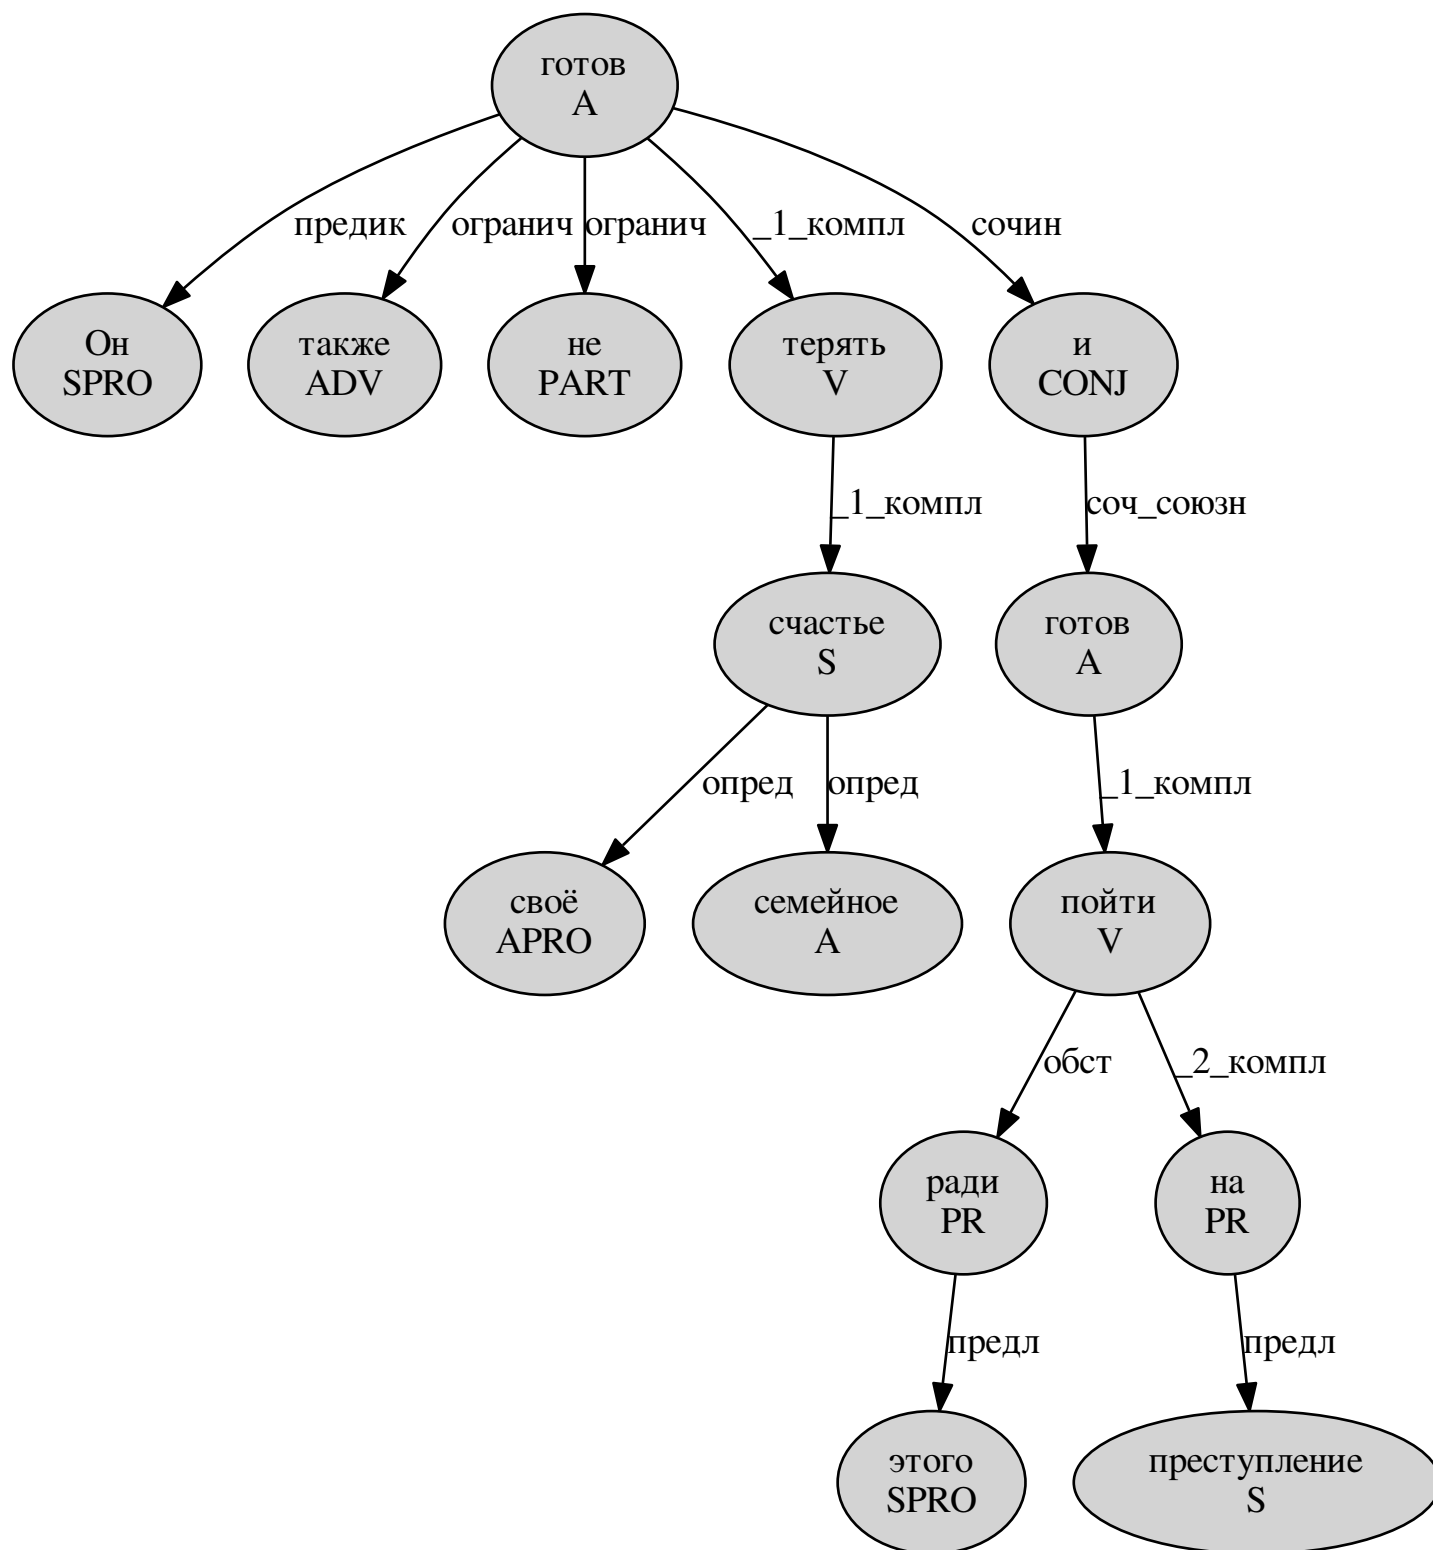 готов
A
предик
огранич
огранич
_1_компл
сочин
Он
SPRO
также
ADV
не
PART
терять
V
и
CONJ
_1_компл
соч_союзн
счастье
S
готов
A
опред
опред
_1_компл
своё
APRO
семейное
A
пойти
V
обст
_2_компл
ради
PR
на
PR
предл
предл
этого
SPRO
преступление
S